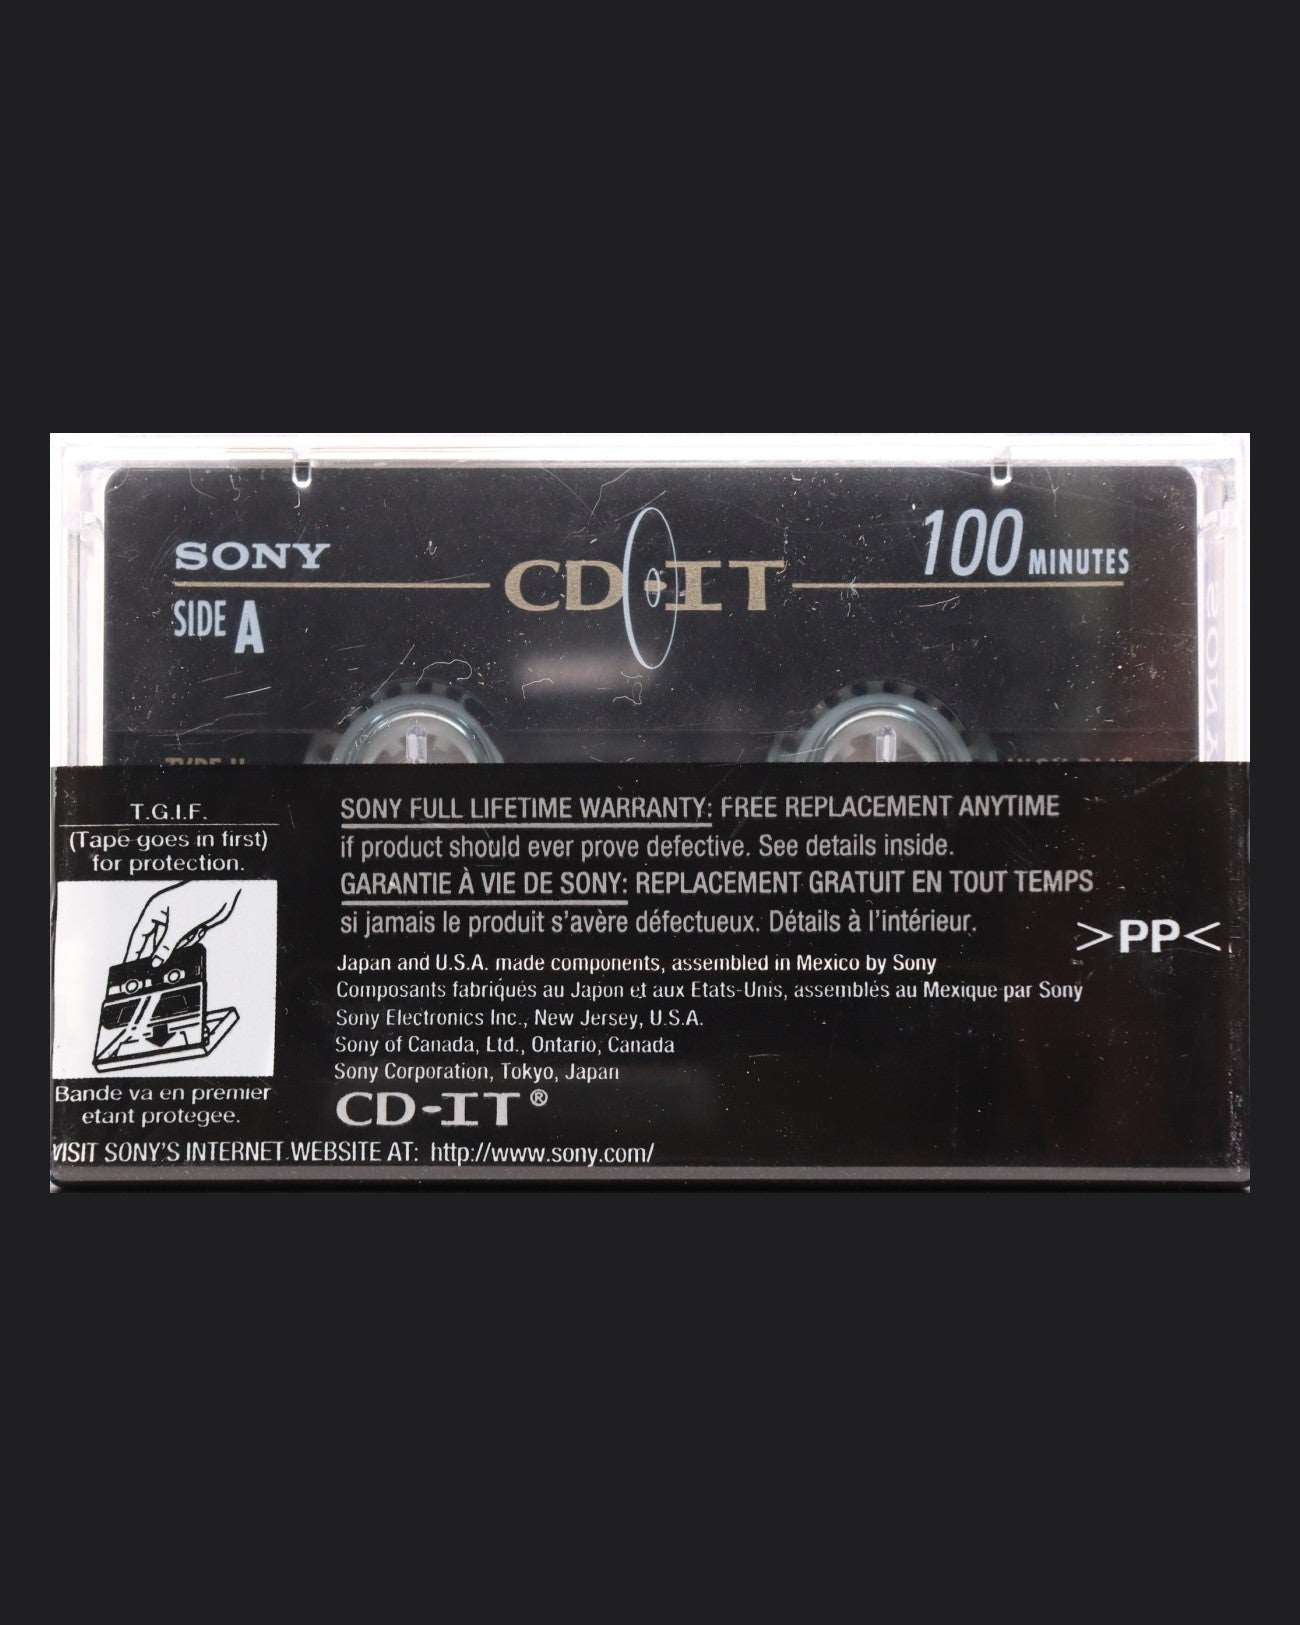 SONY
CD-IT
100 MINUTES
SIDE A
TYPE II
T.G.I.F.
(Tape goes in first)
for protection.
Bande va en premier
etant protegee.
SONY FULL LIFETIME WARRANTY: FREE REPLACEMENT ANYTIME
if product should ever prove defective. See details inside.
GARANTIE À VIE DE SONY: REPLACEMENT GRATUIT EN TOUT TEMPS
si jamais le produit s'avère défectueux. Détails à l'intérieur.
>PP<
Japan and U.S.A. made components, assembled in Mexico by Sony
Composants fabriqués au Japon et aux Etats-Unis, assemblés au Mexique par Sony
Sony Electronics Inc., New Jersey, U.S.A.
Sony of Canada, Ltd., Ontario, Canada
Sony Corporation, Tokyo, Japan
CD-IT®
VISIT SONY'S INTERNET WEBSITE AT: http://www.sony.com/
SONY